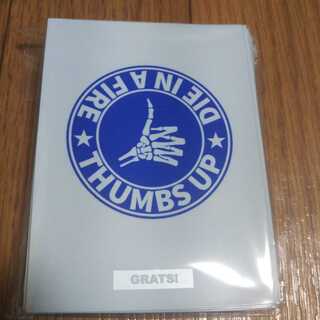 DIE IN A FIRE
THUMBS UP
GRATS!